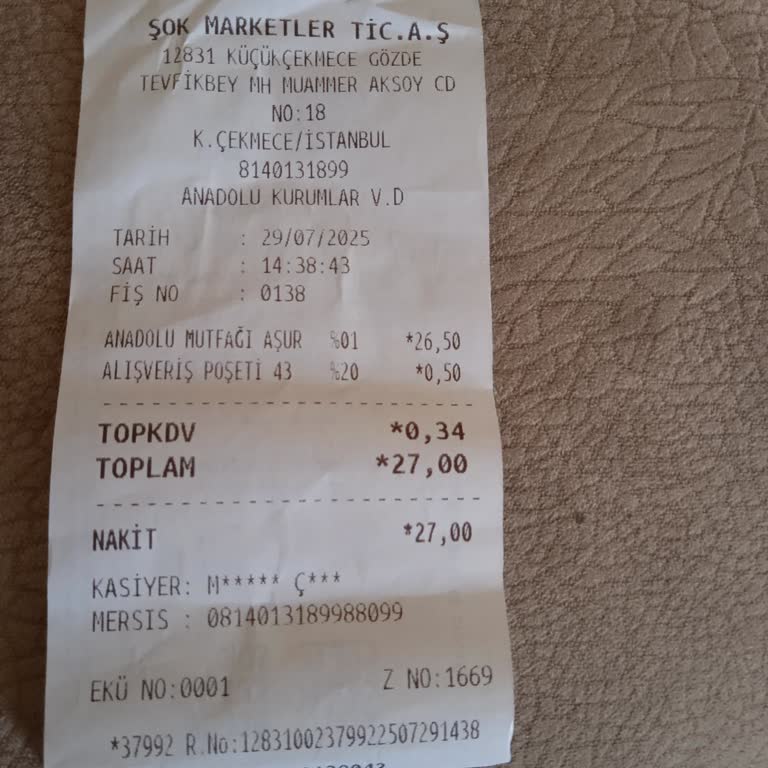 ŞOK MARKETLER TİC.A.Ş
12831 KÜÇÜKÇEKMECE GÖZDE
TEVFİKBEY MH MUAMMER AKSOY CD
NO:18
K.ÇEKMECE/İSTANBUL
8140131899
ANADOLU KURUMLAR V.D
TARİH : 29/07/2025
SAAT : 14:38:43
FİŞ NO : 0138
ANADOLU MUTFAĞI AŞUR %01 *26,50
ALIŞVERİŞ POŞETİ 43 %20 *0,50
TOPKDV *0,34
TOPLAM *27,00
NAKİT *27,00
KASİYER: M***** Ç***
MERSIS : 0814013189988099
EKÜ NO:0001 Z NO:1669
*37992 R.No:12831002379922507291438